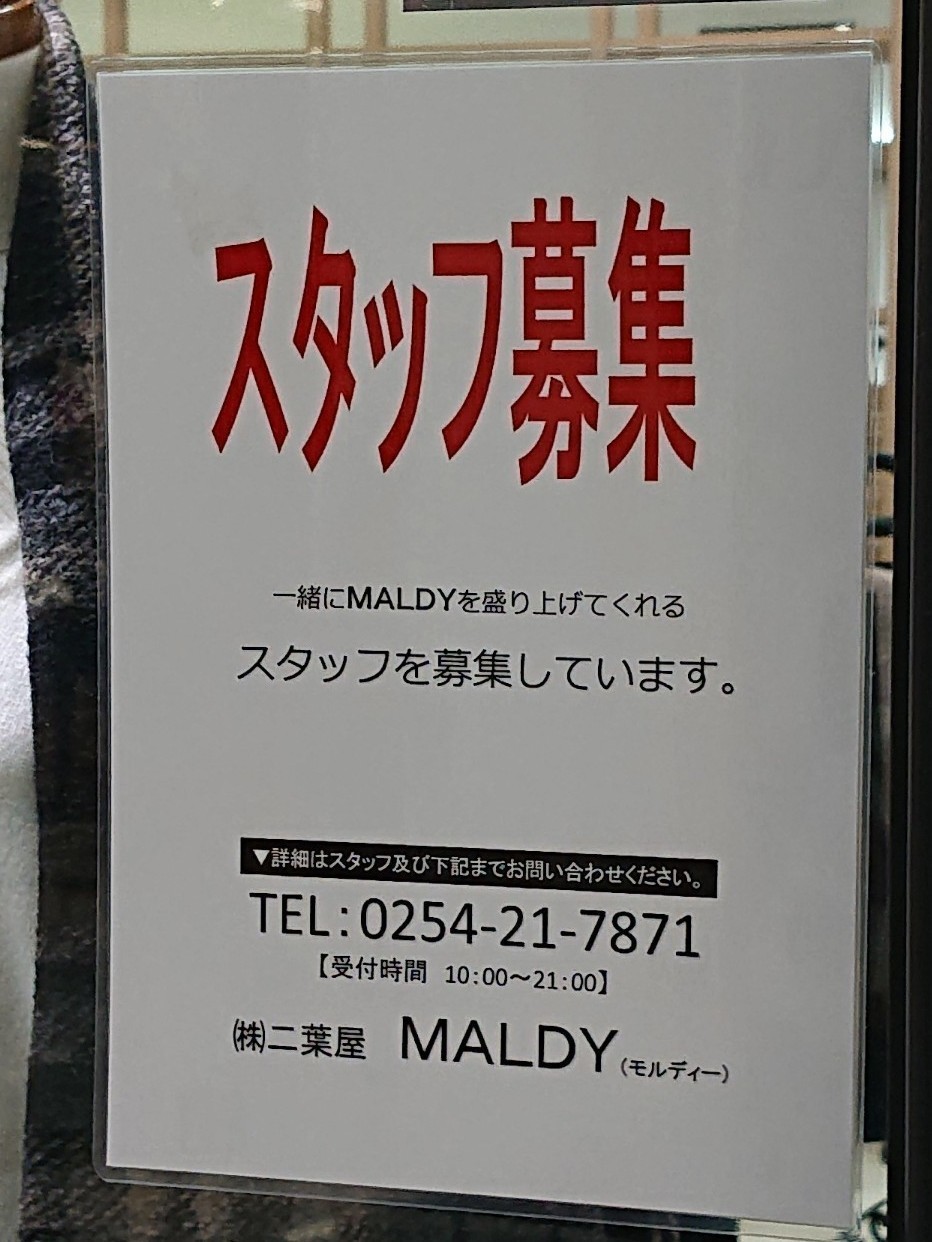 スタッフ募集
一緒にMALDYを盛り上げてくれる
スタッフを募集しています。
▼詳細はスタッフ及び下記までお問い合わせください。
TEL:0254-21-7871
【受付時間 10:00～21:00】
㈱二葉屋 MALDY(モルディー)